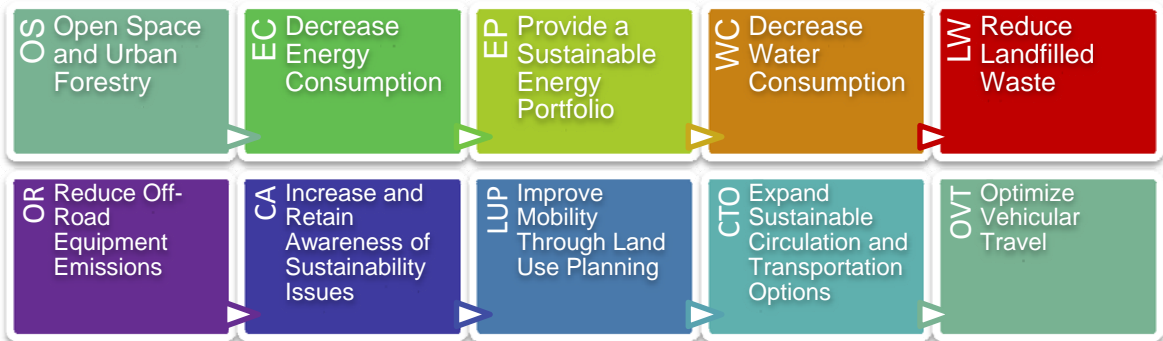 OS
Open Space
and Urban
Forestry
EC
Decrease
Energy
Consumption
EP
Provide a
Sustainable
Energy
Portfolio
WC
Decrease
Water
Consumption
LW
Reduce
Landfilled
Waste
OR
Reduce Off-
Road
Equipment
Emissions
CA
Increase and
Retain
Awareness of
Sustainability
Issues
LUP
Improve
Mobility
Through Land
Use Planning
CTO
Expand
Sustainable
Circulation and
Transportation
Options
OVT
Optimize
Vehicular
Travel